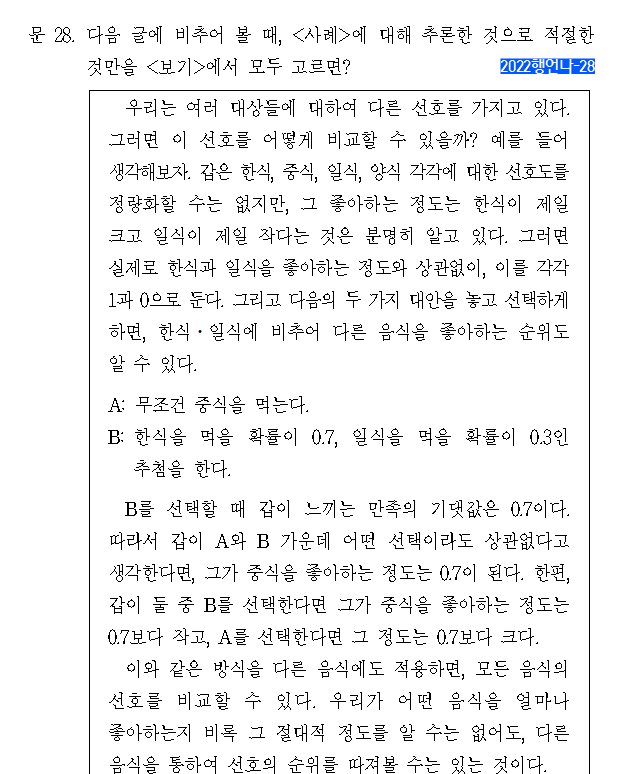 문 28. 다음 글에 비추어 볼 때, <사례>에 대해 추론한 것으로 적절한
것만을 <보기>에서 모두 고르면?
2022행언나-28
우리는 여러 대상들에 대하여 다른 선호를 가지고 있다.
그러면 이 선호를 어떻게 비교할 수 있을까? 예를 들어
생각해보자. 갑은 한식, 중식, 일식, 양식 각각에 대한 선호도를
정량화할 수는 없지만, 그 좋아하는 정도는 한식이 제일
크고 일식이 제일 작다는 것은 분명히 알고 있다. 그러면
실제로 한식과 일식을 좋아하는 정도와 상관없이, 이를 각각
1과 0으로 둔다. 그리고 다음의 두 가지 대안을 놓고 선택하게
하면, 한식·일식에 비추어 다른 음식을 좋아하는 순위도
알 수 있다.
A: 무조건 중식을 먹는다.
B: 한식을 먹을 확률이 0.7, 일식을 먹을 확률이 0.3인
추첨을 한다.
B를 선택할 때 갑이 느끼는 만족의 기댓값은 0.7이다.
따라서 갑이 A와 B 가운데 어떤 선택이라도 상관없다고
생각한다면, 그가 중식을 좋아하는 정도는 0.7이 된다. 한편,
갑이 둘 중 B를 선택한다면 그가 중식을 좋아하는 정도는
0.7보다 작고, A를 선택한다면 그 정도는 0.7보다 크다.
이와 같은 방식을 다른 음식에도 적용하면, 모든 음식의
선호를 비교할 수 있다. 우리가 어떤 음식을 얼마나
좋아하는지 비록 그 절대적 정도를 알 수는 없어도, 다른
음식을 통하여 선호의 순위를 따져볼 수는 있는 것이다.